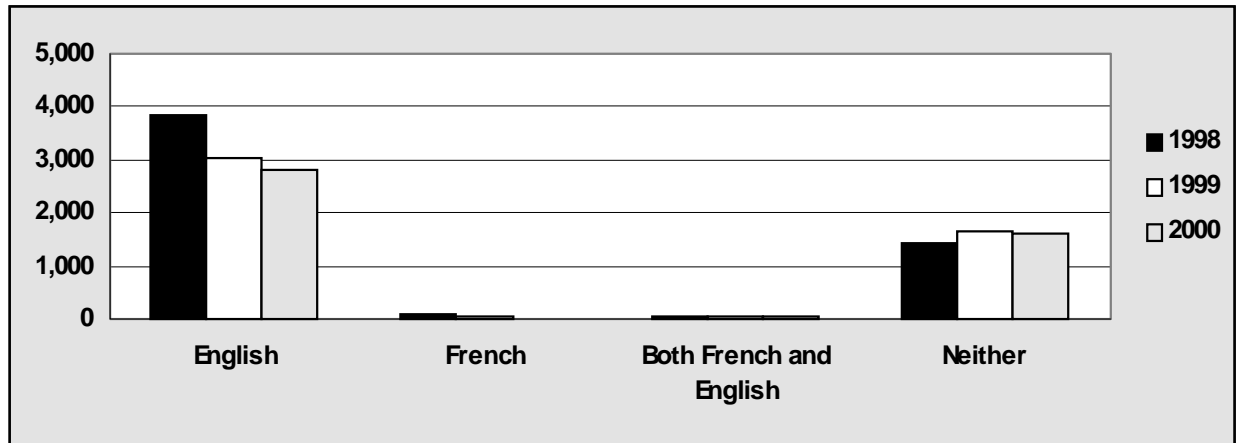 5,000
4,000
3,000
2,000
1,000
0
English
French
Both French and
English
Neither
1998
1999
2000